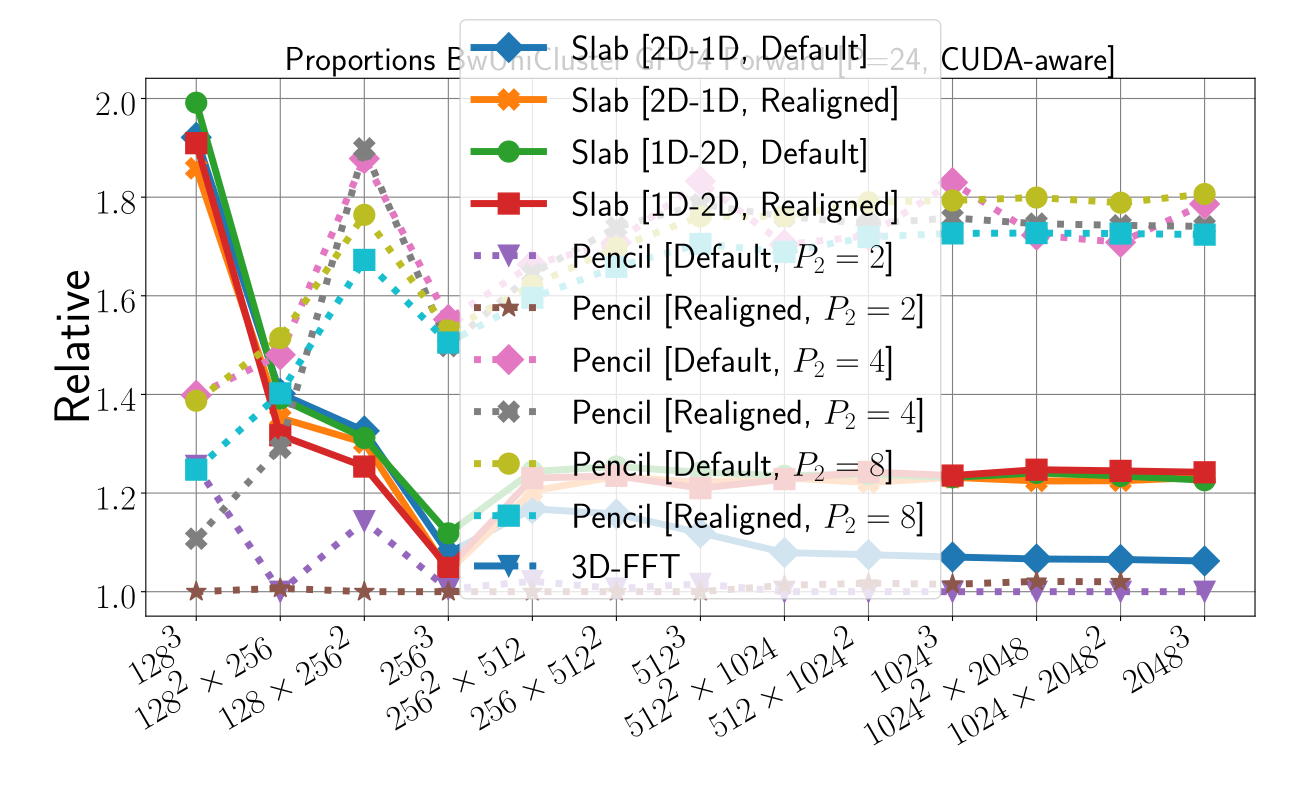 Proportions BwUniCluster GPU4 Forward [P=24, CUDA-aware]
Slab [2D-1D, Default]
Slab [2D-1D, Realigned]
Slab [1D-2D, Default]
Slab [1D-2D, Realigned]
Pencil [Default, P₂ = 2]
Pencil [Realigned, P₂ = 2]
Pencil [Default, P₂ = 4]
Pencil [Realigned, P₂ = 4]
Pencil [Default, P₂ = 8]
Pencil [Realigned, P₂ = 8]
3D-FFT
Relative
2.0
1.8
1.6
1.4
1.2
1.0
128³
128² × 256
128 × 256²
256³
256² × 512
256 × 512²
512³
512² × 1024
512 × 1024²
1024³
1024² × 2048
1024 × 2048²
2048³